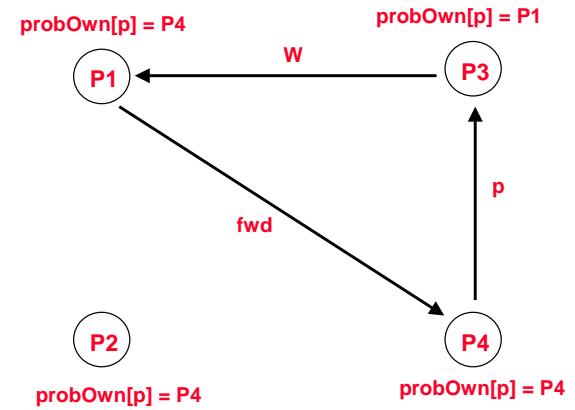 probOwn[p] = P4
probOwn[p] = P1
W
P1
P3
p
fwd
P2
P4
probOwn[p] = P4
probOwn[p] = P4